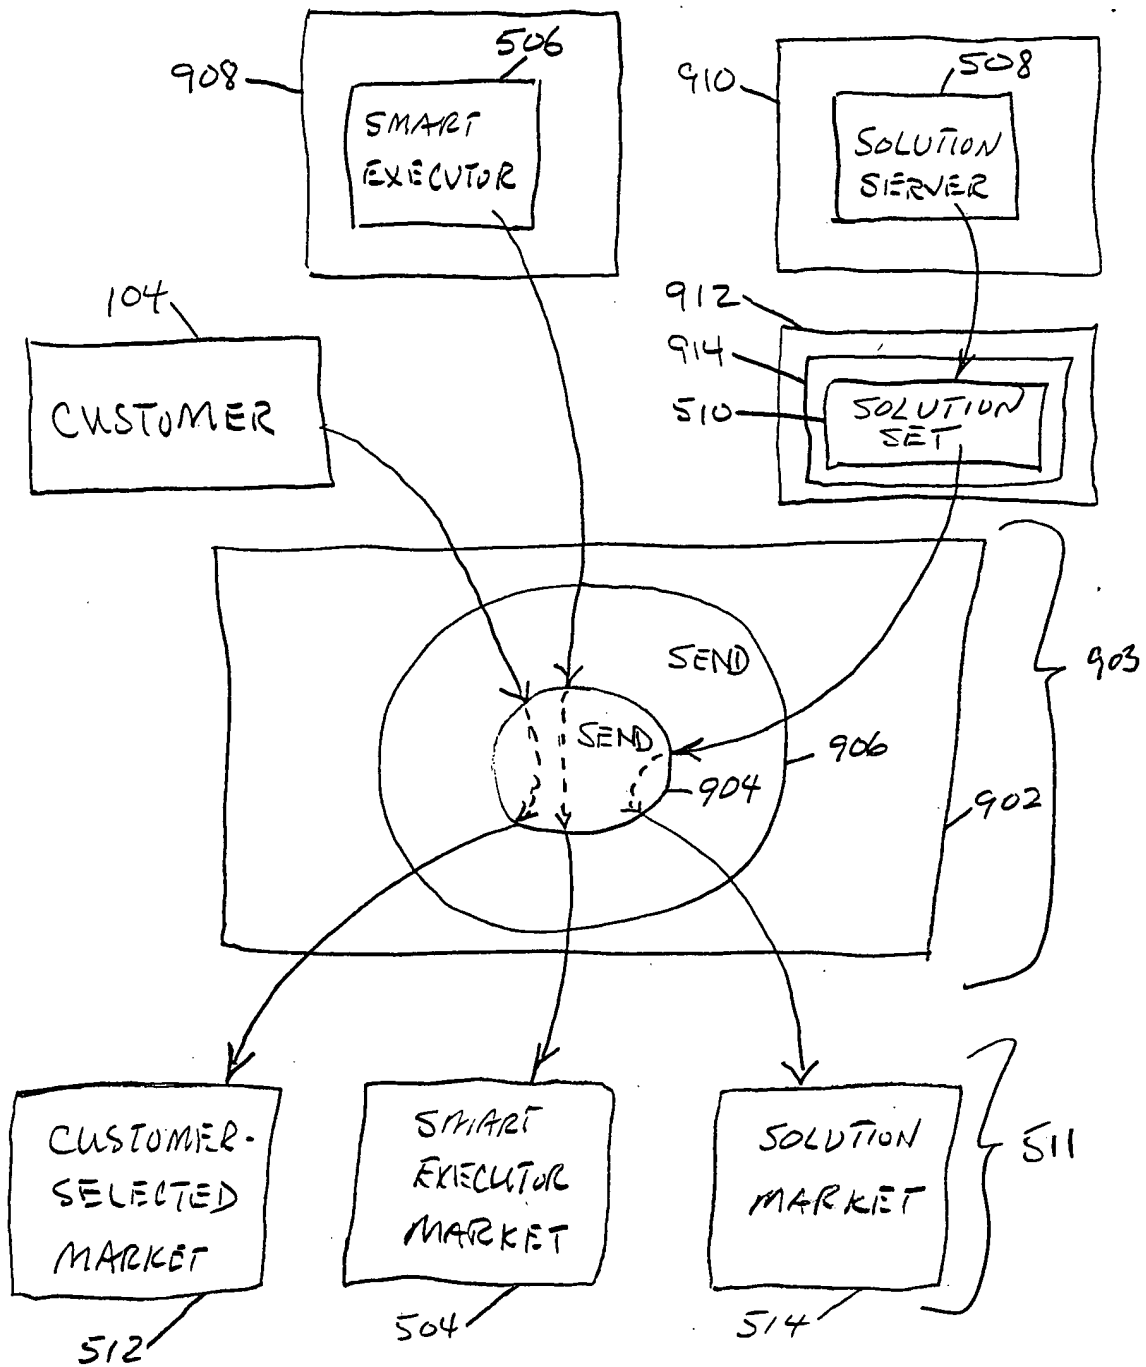 506
908
SMART
EXECUTOR
508
910
SOLUTION
SERVER
104
CUSTOMER
912
914
510
SOLUTION
SET
903
SEND
SEND
906
904
902
CUSTOMER-
SELECTED
MARKET
SMART
EXECUTOR
MARKET
SOLUTION
MARKET
511
512
504
514